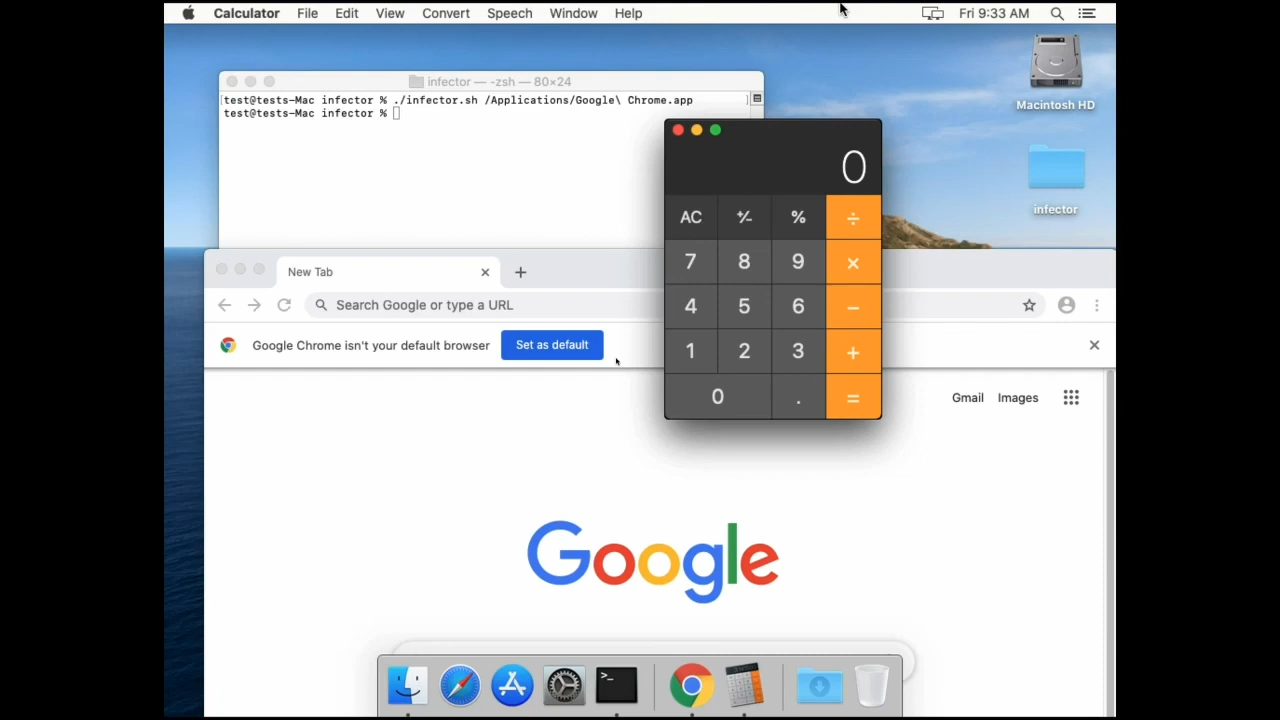 Calculator File Edit View Convert Speech Window Help Fri 9:33 AM
infector — -zsh — 80×24
[test@tests-Mac infector % ./infector.sh /Applications/Google\ Chrome.app ]
test@tests-Mac infector %
Macintosh HD
infector
0
AC +/- % ÷
7 8 9 ×
4 5 6 −
1 2 3 +
0 . =
New Tab
Search Google or type a URL
Google Chrome isn't your default browser Set as default
Gmail Images
Google
>_